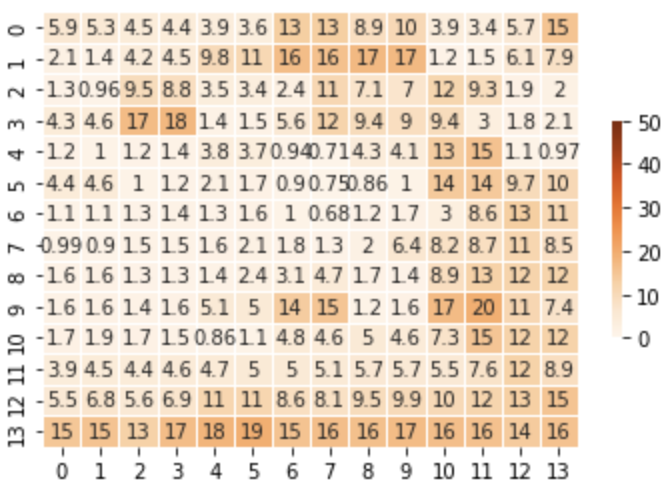 0 5.9 5.3 4.5 4.4 3.9 3.6 13 13 8.9 10 3.9 3.4 5.7 15
1 2.1 1.4 4.2 4.5 9.8 11 16 16 17 17 1.2 1.5 6.1 7.9
2 1.3 0.96 9.5 8.8 3.5 3.4 2.4 11 7.1 7 12 9.3 1.9 2
3 4.3 4.6 17 18 1.4 1.5 5.6 12 9.4 9 9.4 3 1.8 2.1
4 1.2 1 1.2 1.4 3.8 3.7 0.94 0.71 4.3 4.1 13 15 1.1 0.97
5 4.4 4.6 1 1.2 2.1 1.7 0.9 0.75 0.86 1 14 14 9.7 10
6 1.1 1.1 1.3 1.4 1.3 1.6 1 0.68 1.2 1.7 3 8.6 13 11
7 0.99 0.9 1.5 1.5 1.6 2.1 1.8 1.3 2 6.4 8.2 8.7 11 8.5
8 1.6 1.6 1.3 1.3 1.4 2.4 3.1 4.7 1.7 1.4 8.9 13 12 12
9 1.6 1.6 1.4 1.6 5.1 5 14 15 1.2 1.6 17 20 11 7.4
10 1.7 1.9 1.7 1.5 0.86 1.1 4.8 4.6 5 4.6 7.3 15 12 12
11 3.9 4.5 4.4 4.6 4.7 5 5 5.1 5.7 5.7 5.5 7.6 12 8.9
12 5.5 6.8 5.6 6.9 11 11 8.6 8.1 9.5 9.9 10 12 13 15
13 15 15 13 17 18 19 15 16 16 17 16 16 14 16
0 1 2 3 4 5 6 7 8 9 10 11 12 13
50
40
30
20
10
0